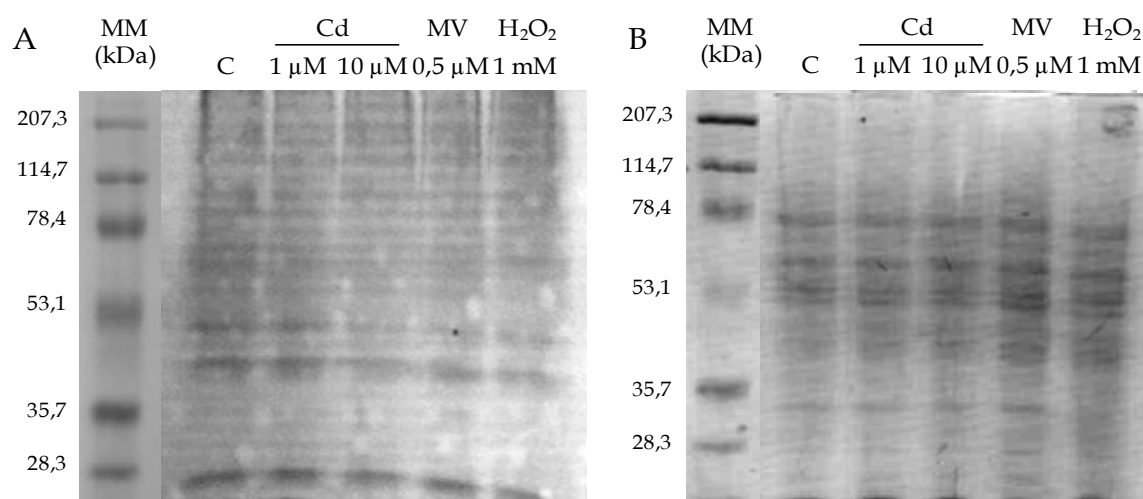 A
MM
(kDa)
Cd
MV
H₂O₂
C
1 µM
10 µM
0,5 µM
1 mM
207,3
114,7
78,4
53,1
35,7
28,3
B
MM
(kDa)
Cd
MV
H₂O₂
C
1 µM
10 µM
0,5 µM
1 mM
207,3
114,7
78,4
53,1
35,7
28,3